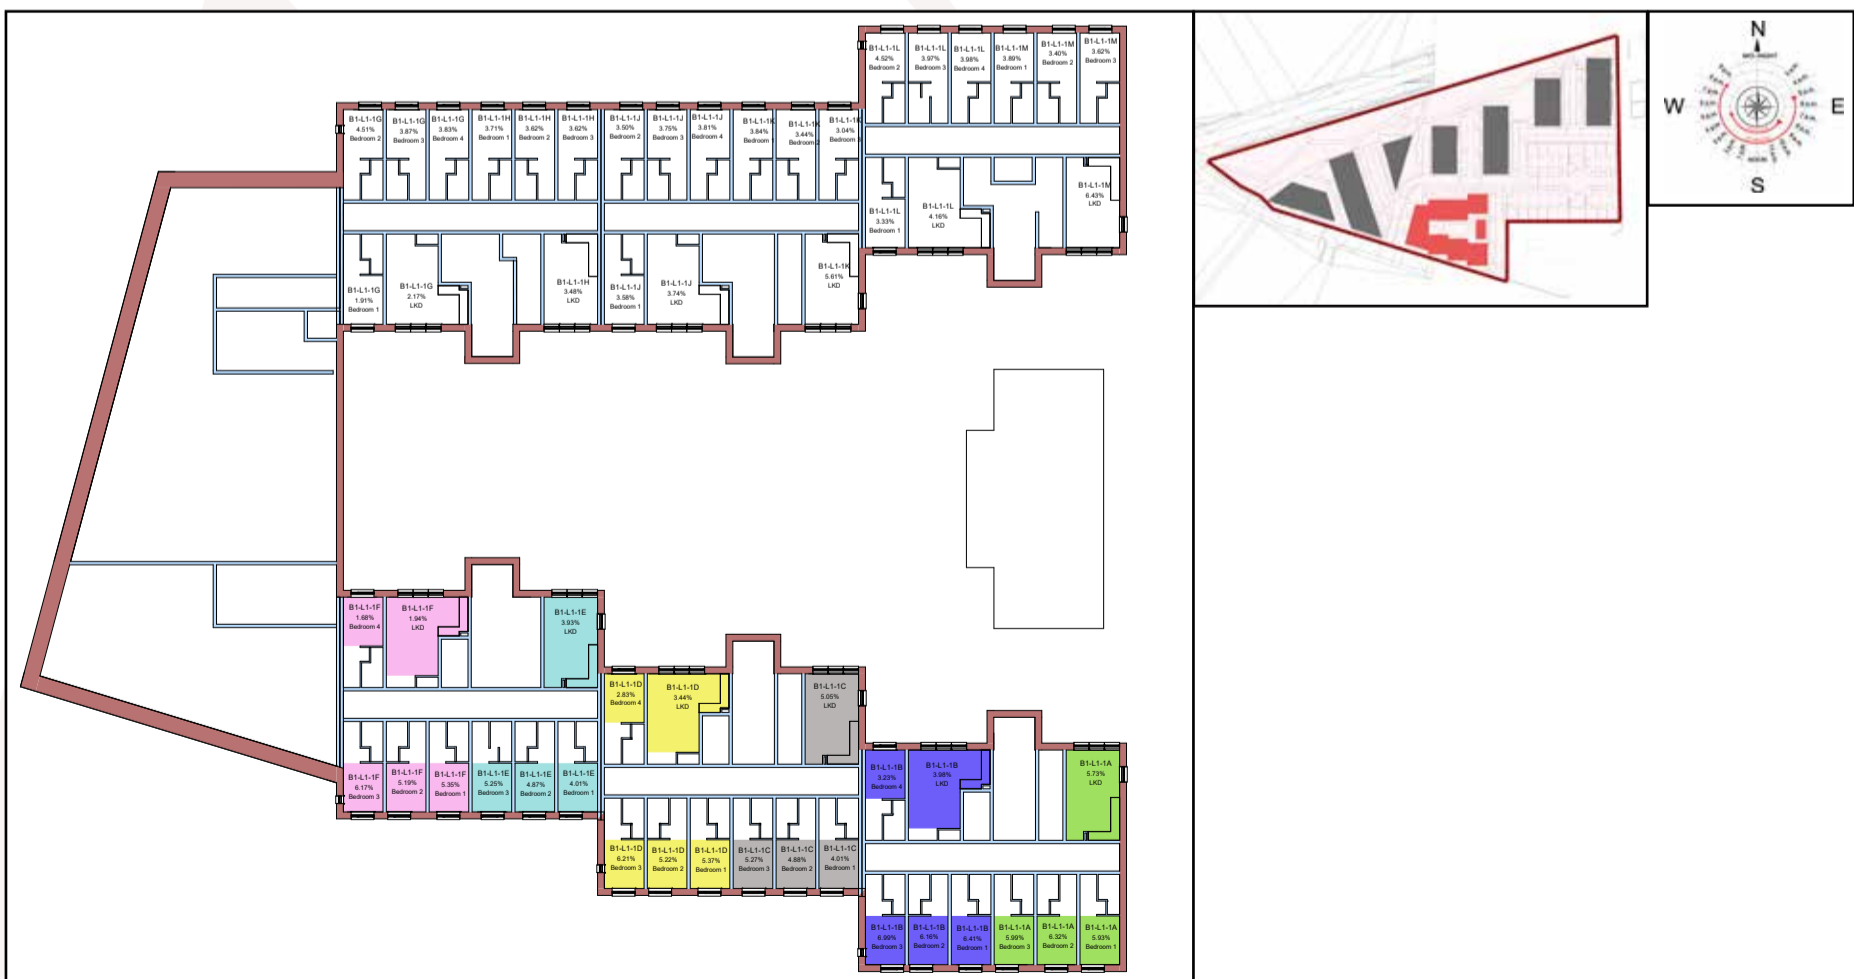 B1-L1-1L
4.52%
Bedroom 2
B1-L1-1L
3.97%
Bedroom 3
B1-L1-1L
3.98%
Bedroom 4
B1-L1-1M
3.89%
Bedroom 1
B1-L1-1M
3.40%
Bedroom 2
B1-L1-1M
3.62%
Bedroom 3
B1-L1-1G
4.51%
Bedroom 2
B1-L1-1G
3.87%
Bedroom 3
B1-L1-1G
3.83%
Bedroom 4
B1-L1-1H
3.71%
Bedroom 1
B1-L1-1H
3.62%
Bedroom 2
B1-L1-1H
3.62%
Bedroom 3
B1-L1-1J
3.50%
Bedroom 2
B1-L1-1J
3.75%
Bedroom 3
B1-L1-1J
3.81%
Bedroom 4
B1-L1-1K
3.84%
Bedroom 1
B1-L1-1K
3.44%
Bedroom 2
B1-L1-1K
3.04%
Bedroom
B1-L1-1L
3.33%
Bedroom 1
B1-L1-1L
4.16%
LKD
B1-L1-1M
6.43%
LKD
B1-L1-1G
1.91%
Bedroom 1
B1-L1-1G
2.17%
LKD
B1-L1-1H
3.48%
LKD
B1-L1-1J
3.58%
Bedroom 1
B1-L1-1J
3.74%
LKD
B1-L1-1K
5.61%
LKD
B1-L1-1F
1.68%
Bedroom 4
B1-L1-1F
1.94%
LKD
B1-L1-1E
3.93%
LKD
B1-L1-1D
2.83%
Bedroom 4
B1-L1-1D
3.44%
LKD
B1-L1-1C
5.05%
LKD
B1-L1-1B
3.23%
Bedroom 4
B1-L1-1B
3.98%
LKD
B1-L1-1A
5.73%
LKD
B1-L1-1F
6.17%
Bedroom 3
B1-L1-1F
5.19%
Bedroom 2
B1-L1-1F
5.35%
Bedroom 1
B1-L1-1E
5.25%
Bedroom 3
B1-L1-1E
4.87%
Bedroom 2
B1-L1-1E
4.01%
Bedroom 1
B1-L1-1D
6.21%
Bedroom 3
B1-L1-1D
5.22%
Bedroom 2
B1-L1-1D
5.37%
Bedroom 1
B1-L1-1C
5.27%
Bedroom 3
B1-L1-1C
4.88%
Bedroom 2
B1-L1-1C
4.01%
Bedroom 1
B1-L1-1B
6.99%
Bedroom 3
B1-L1-1B
6.16%
Bedroom 2
B1-L1-1B
6.41%
Bedroom 1
B1-L1-1A
5.99%
Bedroom 3
B1-L1-1A
6.32%
Bedroom 2
B1-L1-1A
5.93%
Bedroom 1
N
MID-NIGHT
W
E
NOON
S